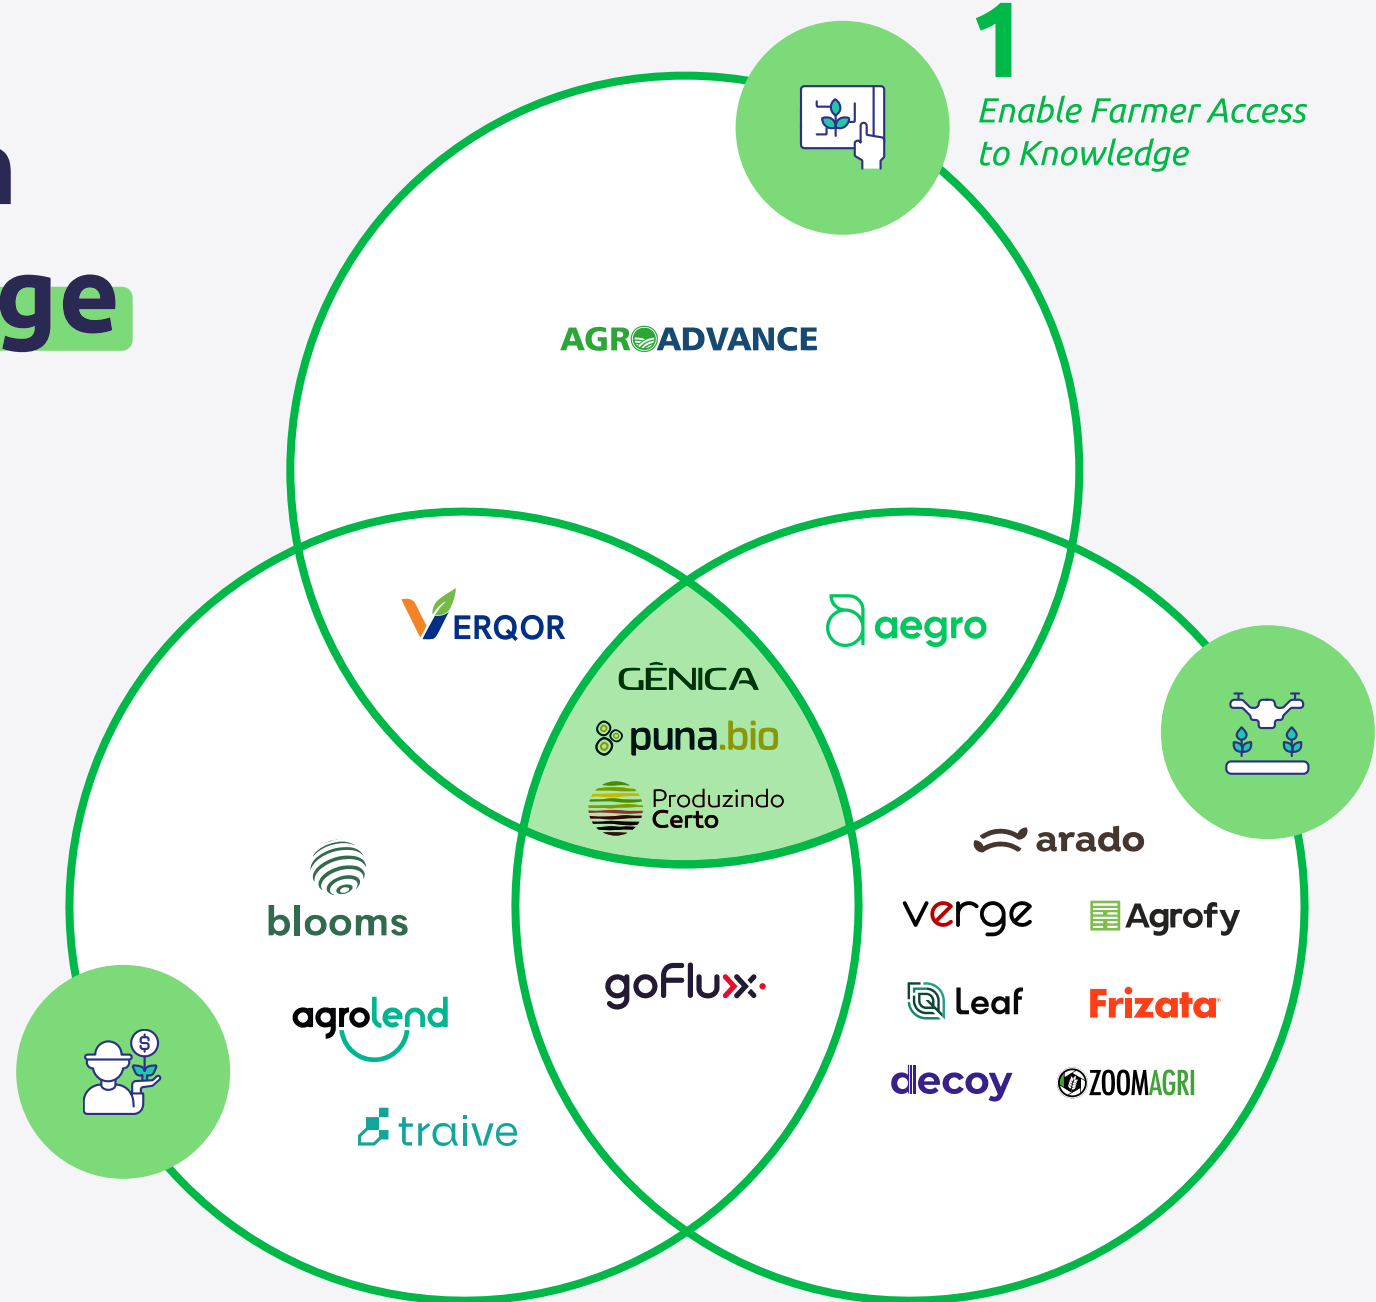 1
Enable Farmer Access
to Knowledge
ge
AGROADVANCE
VERQOR
aegro
GÊNICA
puna.bio
Produzindo
Certo
arado
blooms
verge
Agrofy
goFlux
Leaf
Frizata
agrolend
decoy
ZOOMAGRI
traive
$